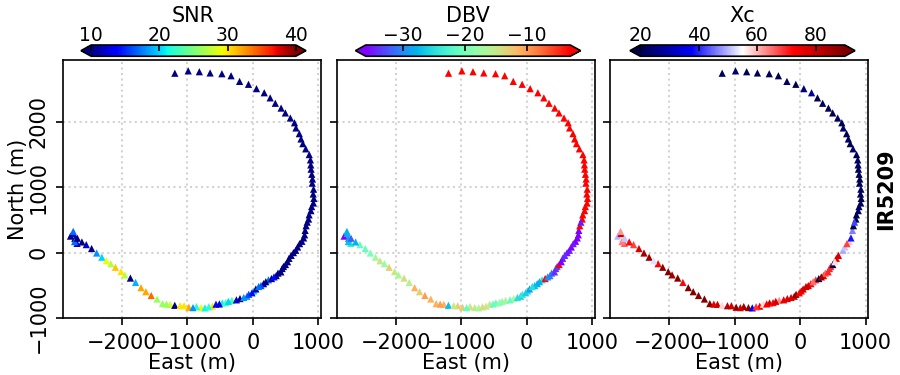 SNR DBV Xc
10 20 30 40 −30 −20 −10 20 40 60 80
North (m)
2000
1000
0
−1000
−2000 −1000 0 1000 −2000 −1000 0 1000 −2000 −1000 0 1000
East (m) East (m) East (m)
IR5209